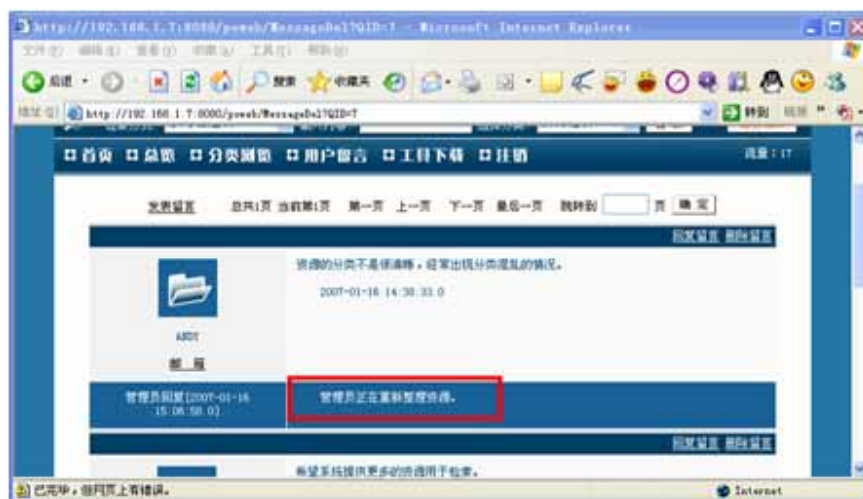 http://192.168.1.7:8080/poweb/MessageDel?QID=7 - Microsoft Internet Explorer
文件(F) 编辑(E) 查看(V) 收藏(A) 工具(T) 帮助(H)
后退 搜索 收藏夹
地址(D) http://192.168.1.7:8080/poweb/MessageDel?QID=7 转到 链接 »
首页 总览 分类浏览 用户留言 工具下载 注销 流量:17
发表留言 总共1页 当前第1页 第一页 上一页 下一页 最后一页 跳转到 页 确 定
回复留言 删除留言
资源的分类不是很清晰，经常出现分类混乱的情况。
2007-01-16 14:30:33.0
ANDY
邮 箱
管理员回复[2007-01-16 15:06:58.0]
管理员正在重新整理资源。
回复留言 删除留言
希望系统提供更多的资源用于检索。
已完毕，但网页上有错误。 Internet